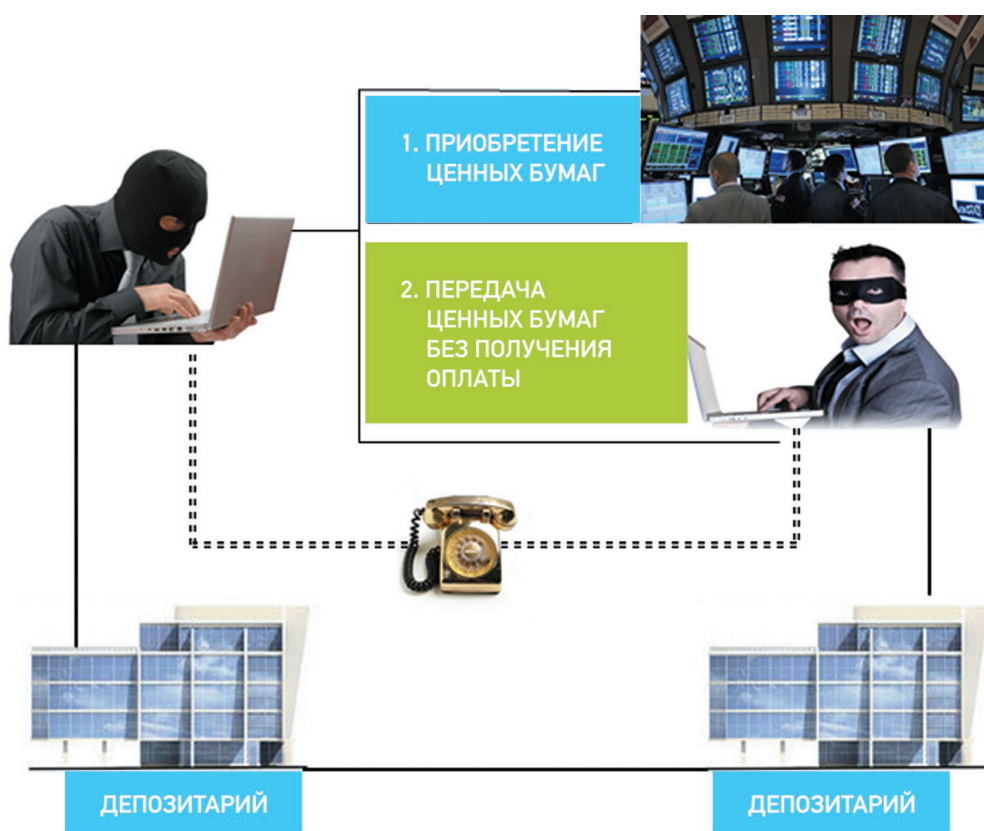 1. ПРИОБРЕТЕНИЕ
ЦЕННЫХ БУМАГ
2. ПЕРЕДАЧА
ЦЕННЫХ БУМАГ
БЕЗ ПОЛУЧЕНИЯ
ОПЛАТЫ
ДЕПОЗИТАРИЙ
ДЕПОЗИТАРИЙ